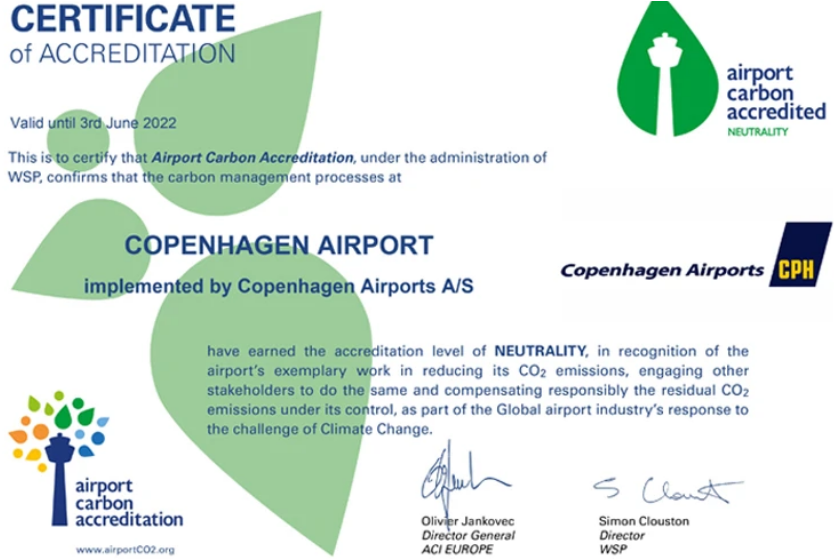 CERTIFICATE
of ACCREDITATION
airport
carbon
accredited
NEUTRALITY
Valid until 3rd June 2022
This is to certify that Airport Carbon Accreditation, under the administration of
WSP, confirms that the carbon management processes at
COPENHAGEN AIRPORT
implemented by Copenhagen Airports A/S
Copenhagen Airports CPH
have earned the accreditation level of NEUTRALITY, in recognition of the
airport's exemplary work in reducing its CO2 emissions, engaging other
stakeholders to do the same and compensating responsibly the residual CO2
emissions under its control, as part of the Global airport industry's response to
the challenge of Climate Change.
airport
carbon
accreditation
www.airportCO2.org
Olivier Jankovec
Director General
ACI EUROPE
S Clouston
Simon Clouston
Director
WSP